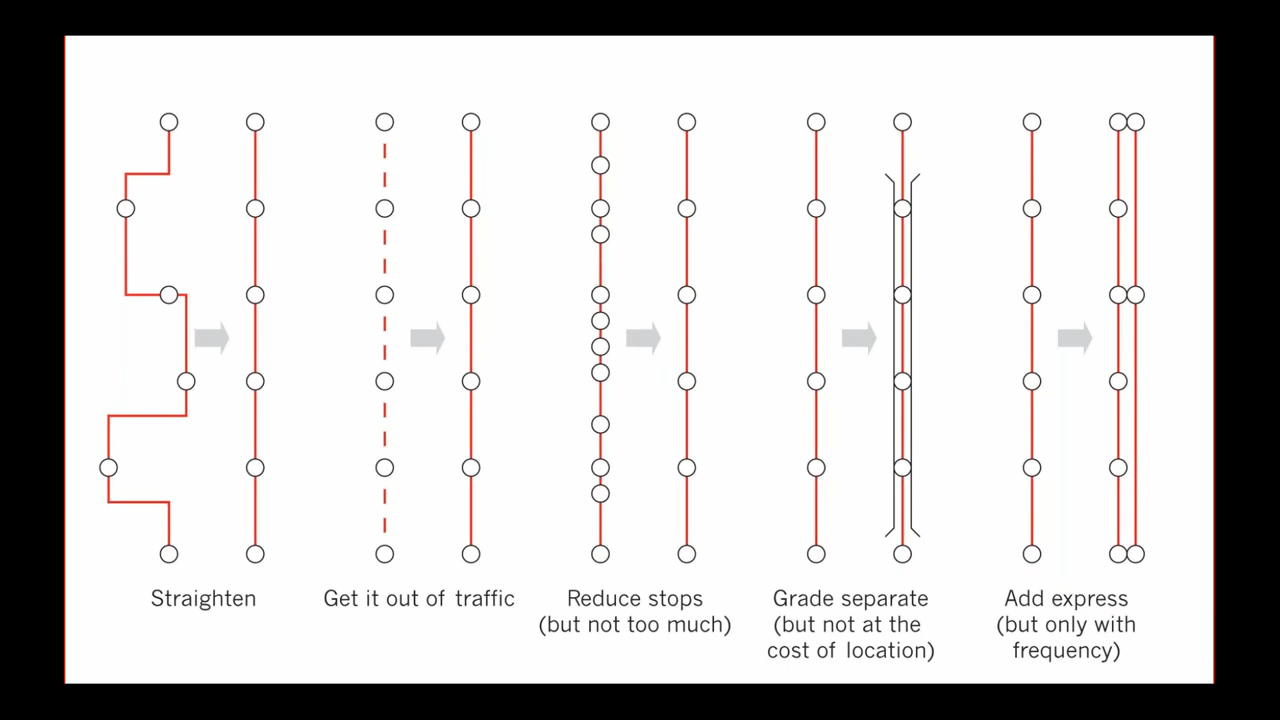 Straighten
Get it out of traffic
Reduce stops
(but not too much)
Grade separate
(but not at the
cost of location)
Add express
(but only with
frequency)